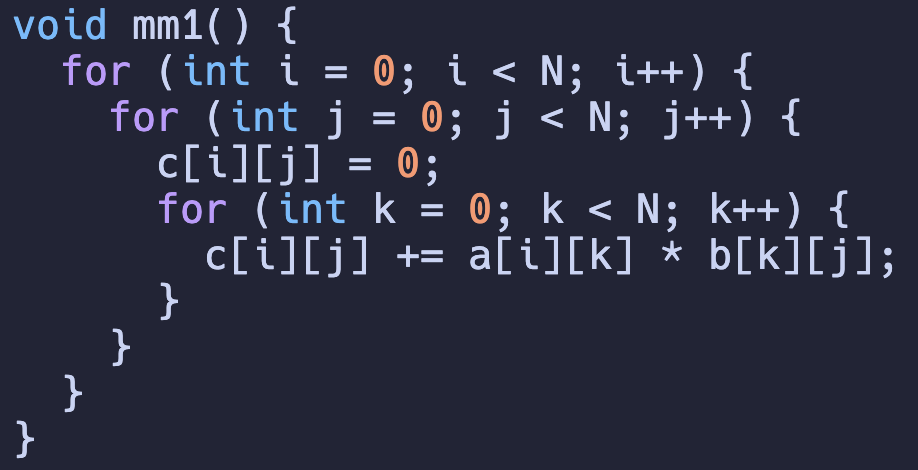 void mm1() {
  for (int i = 0; i < N; i++) {
    for (int j = 0; j < N; j++) {
      c[i][j] = 0;
      for (int k = 0; k < N; k++) {
        c[i][j] += a[i][k] * b[k][j];
      }
    }
  }
}